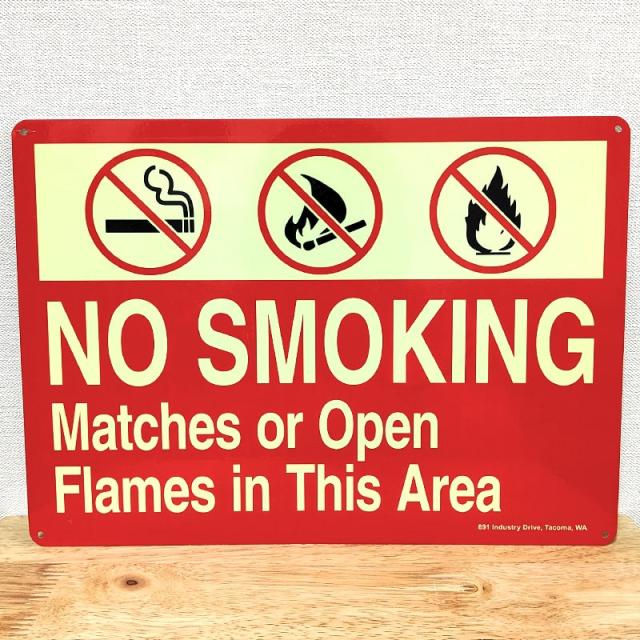 NO SMOKING
Matches or Open
Flames in This Area
891 Industry Drive, Tacoma, WA